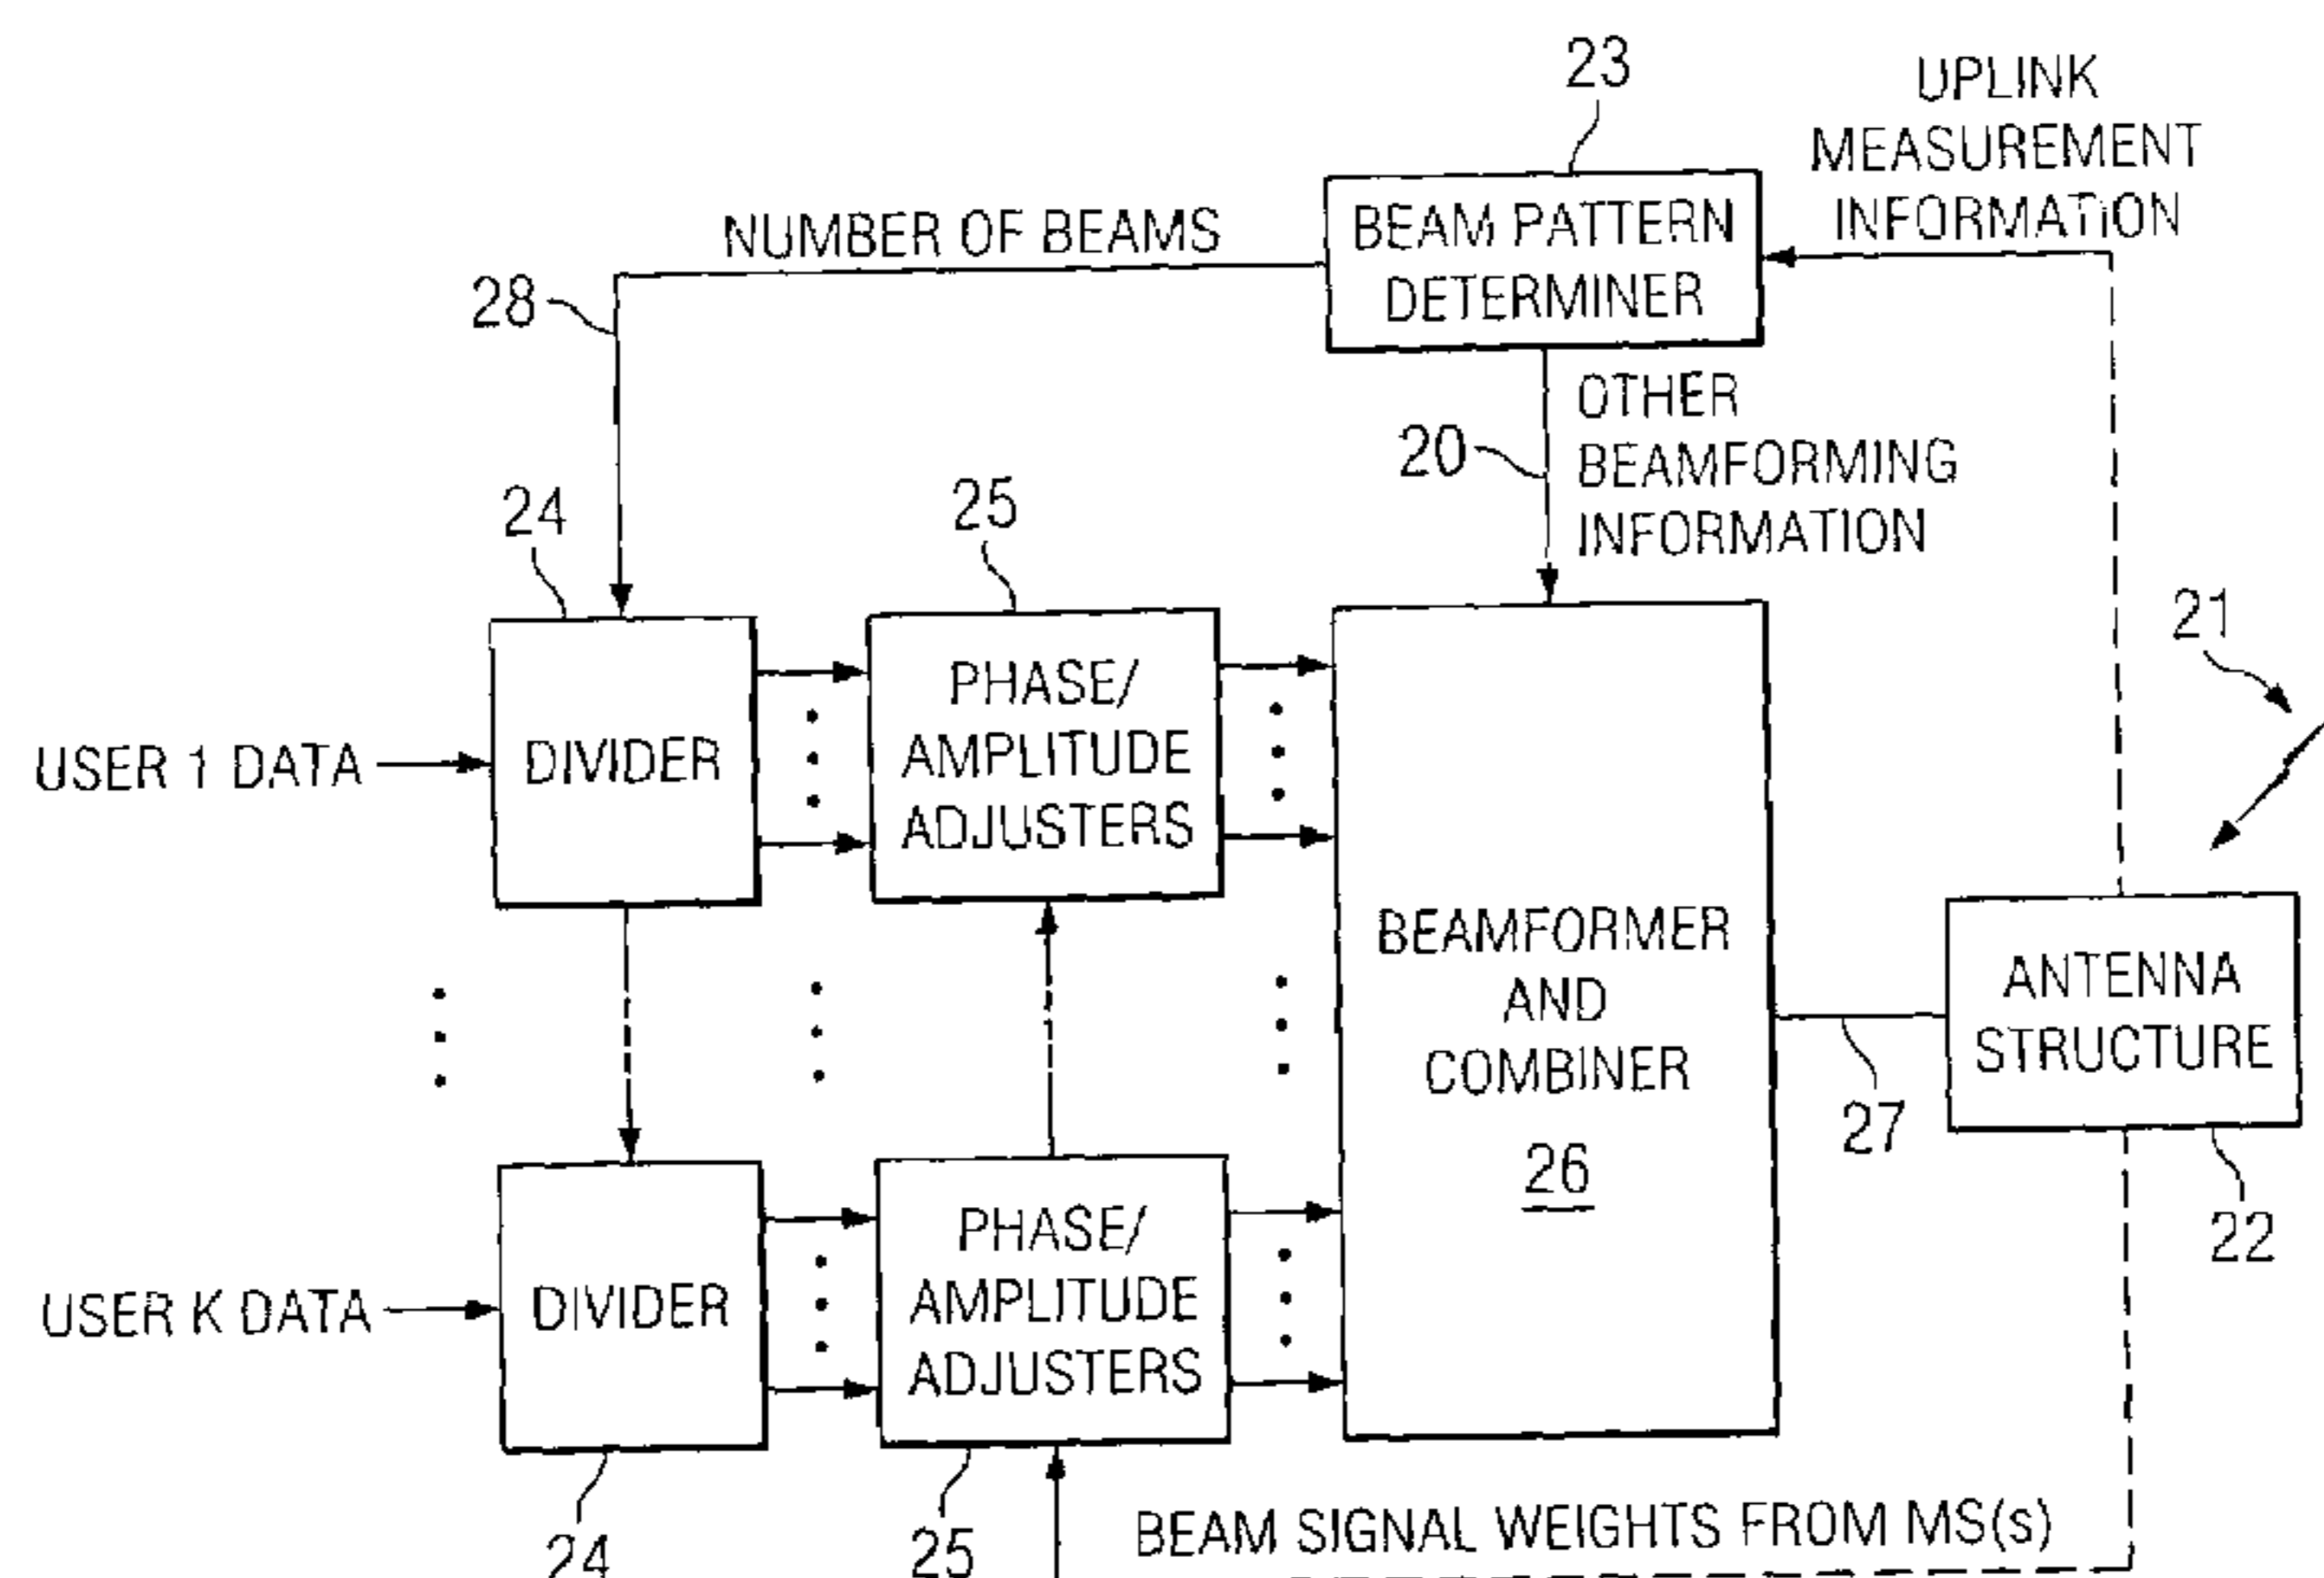 23
UPLINK
MEASUREMENT
INFORMATION
NUMBER OF BEAMS
BEAM PATTERN
DETERMINER
28
OTHER
BEAMFORMING
INFORMATION
20
24
25
21
USER 1 DATA
DIVIDER
PHASE/
AMPLITUDE
ADJUSTERS
BEAMFORMER
AND
COMBINER
26
ANTENNA
STRUCTURE
27
22
USER K DATA
DIVIDER
PHASE/
AMPLITUDE
ADJUSTERS
24
25
BEAM SIGNAL WEIGHTS FROM MS(s)